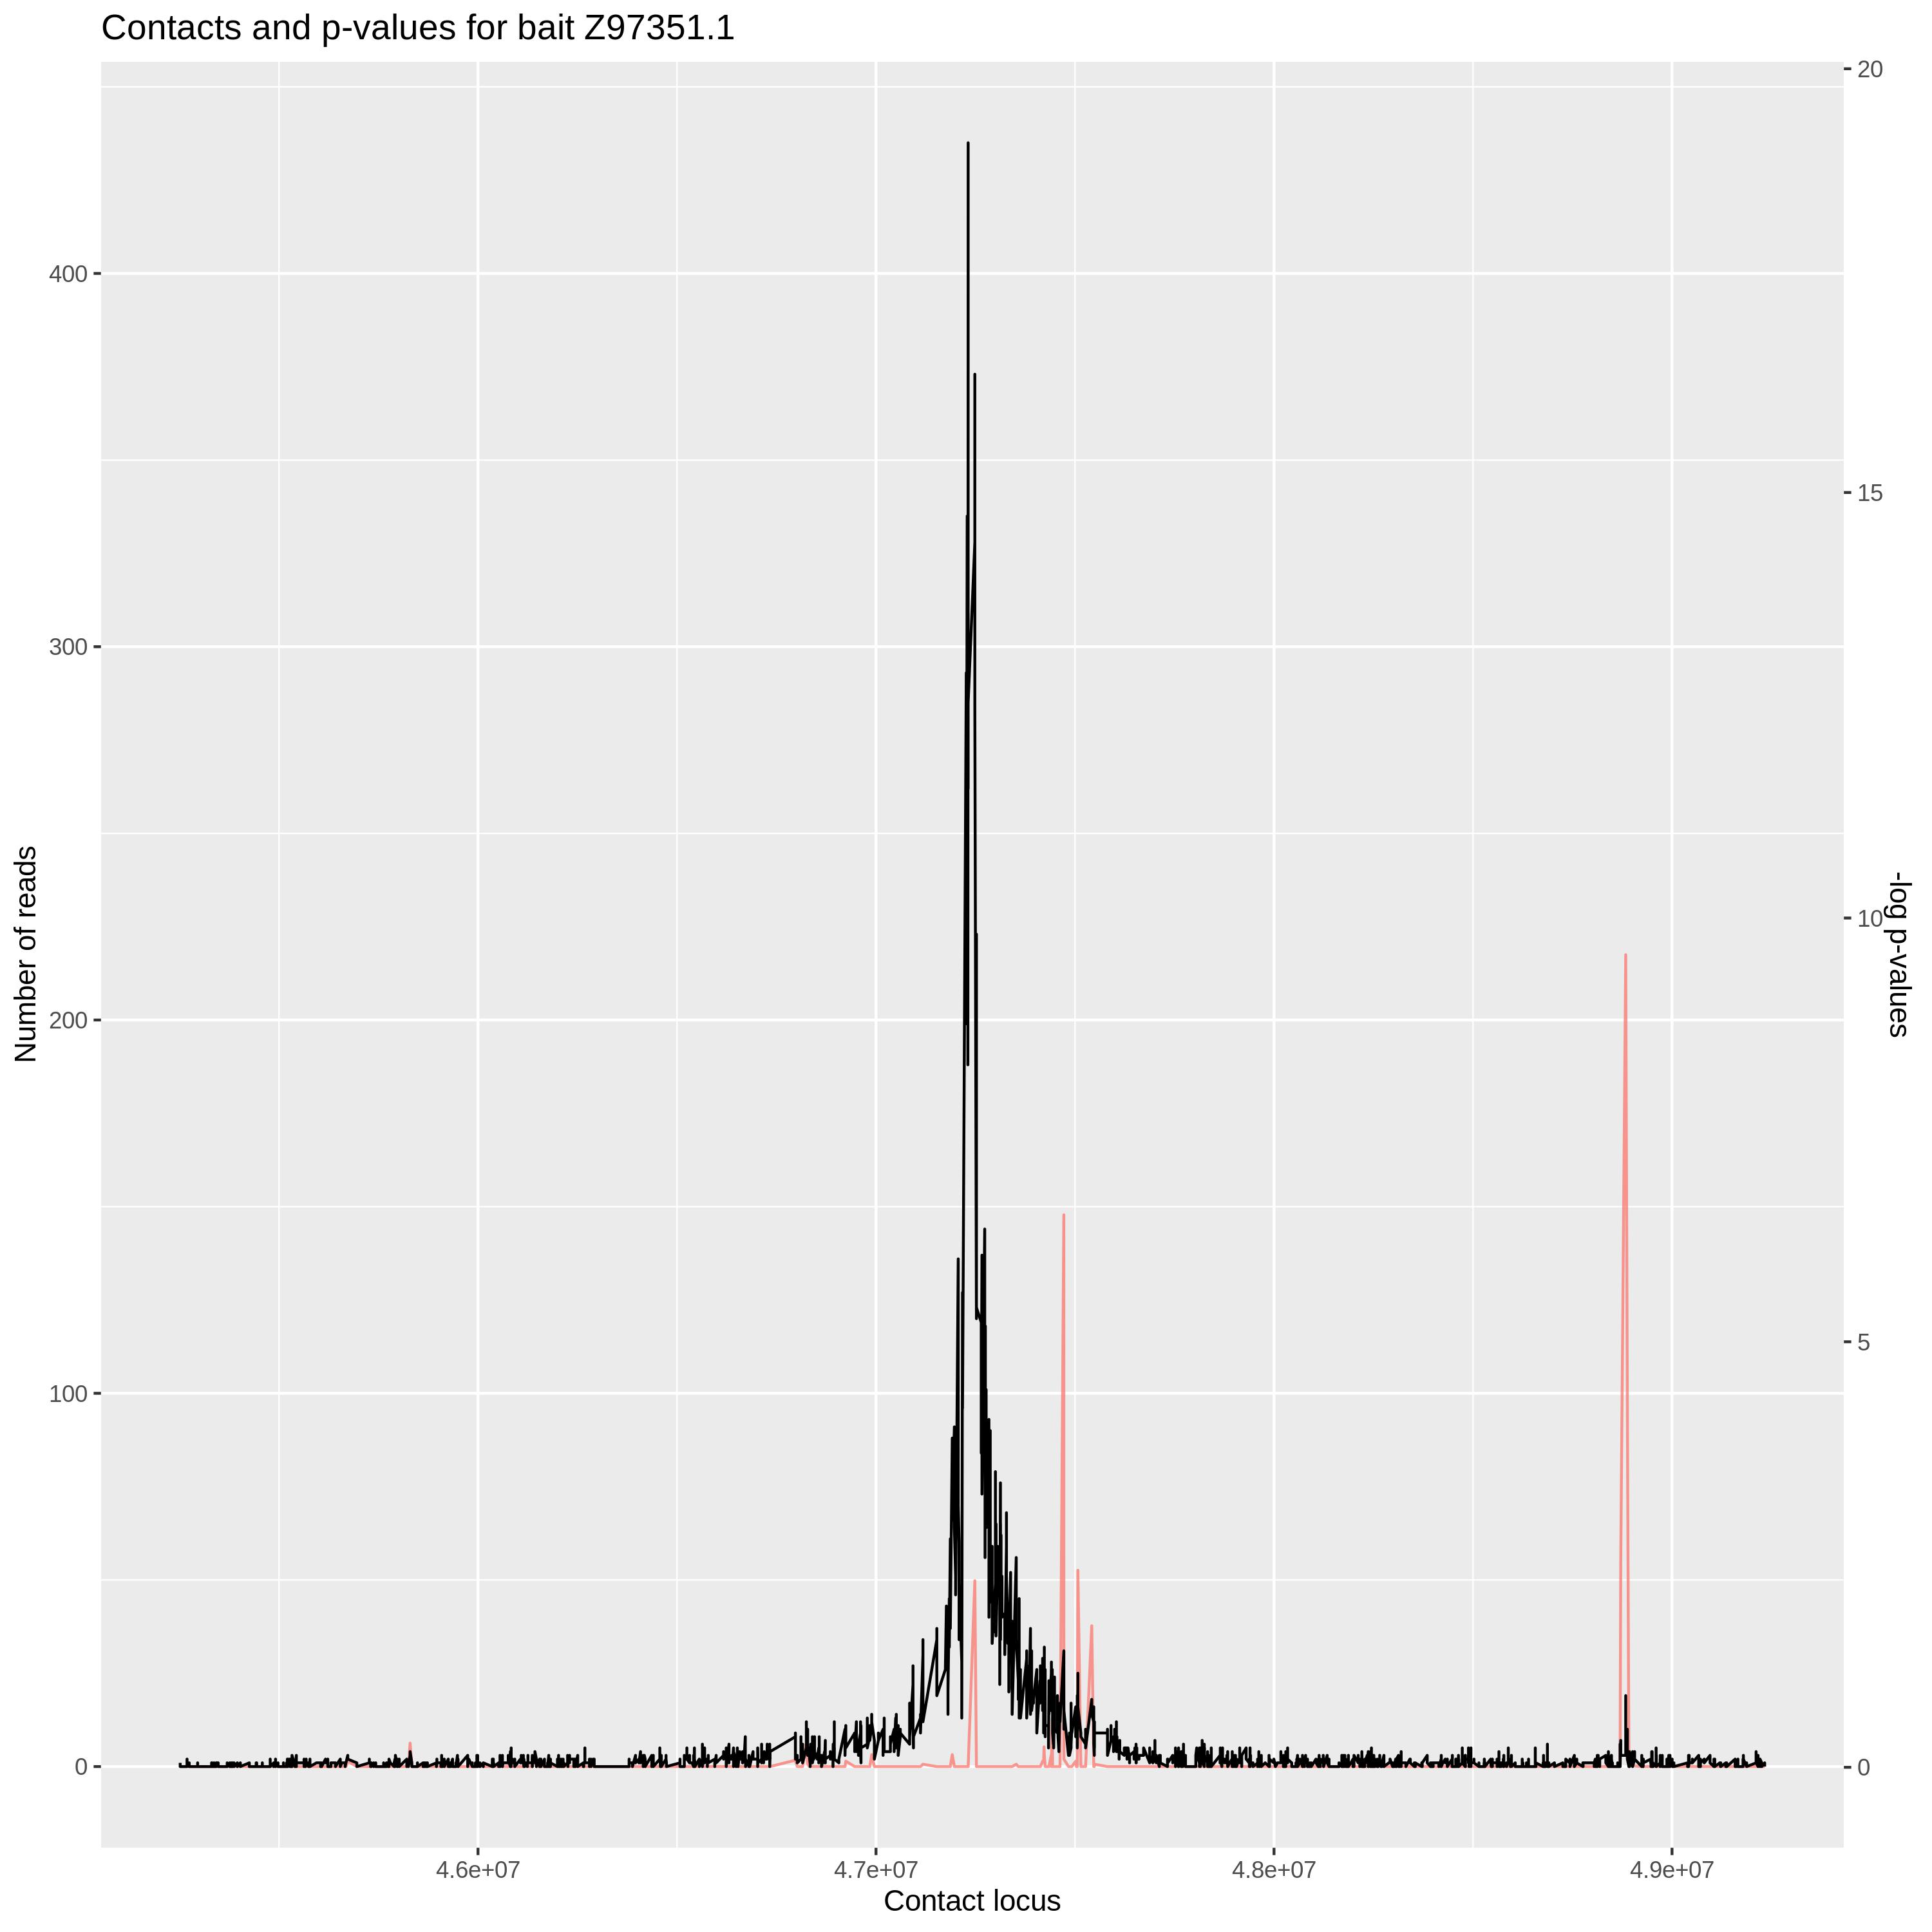 Contacts and p-values for bait Z97351.1
20
400
15
300
Number of reads
-log p-values
10
200
5
100
0
0
4.6e+07
4.7e+07
4.8e+07
4.9e+07
Contact locus